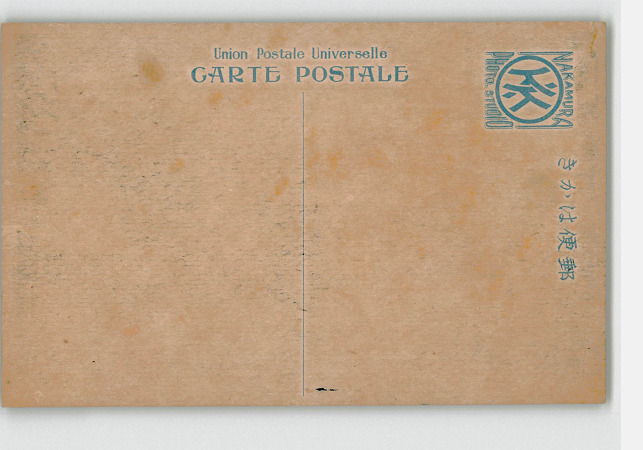 Union Postale Universelle
CARTE POSTALE
NAKAMURA
PHOTO. STUDIO
きかは便郵